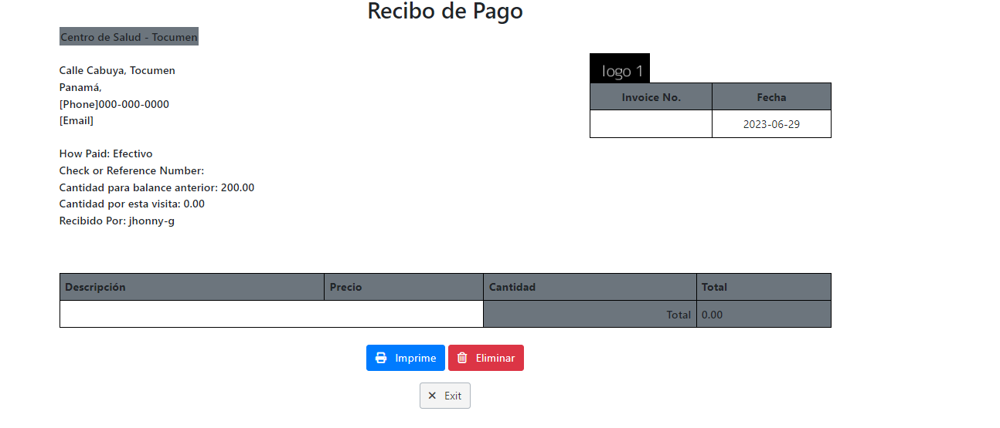 Recibo de Pago
Centro de Salud - Tocumen
Calle Cabuya, Tocumen
Panamá,
[Phone]000-000-0000
[Email]
logo 1
Invoice No. Fecha
2023-06-29
How Paid: Efectivo
Check or Reference Number:
Cantidad para balance anterior: 200.00
Cantidad por esta visita: 0.00
Recibido Por: jhonny-g
Descripción Precio Cantidad Total
Total 0.00
Imprime Eliminar
Exit